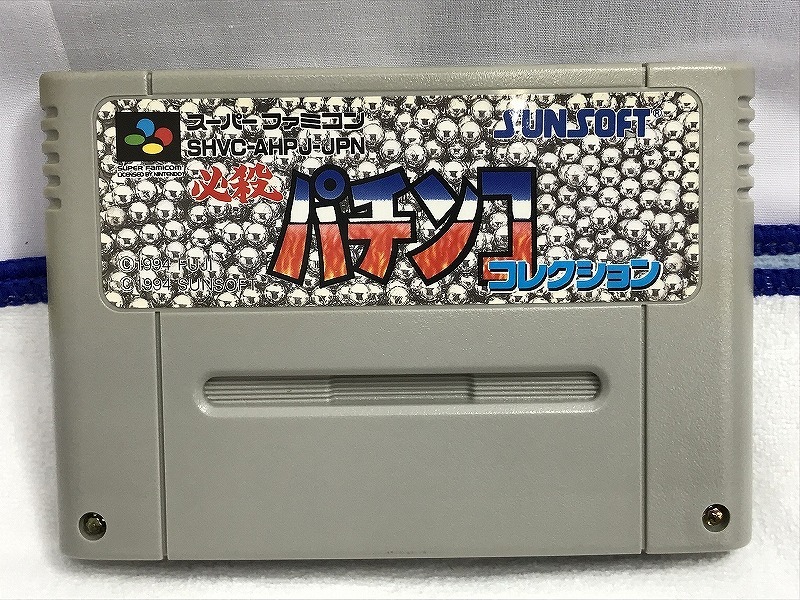 スーパーファミコン
SUNSOFT®
SHVC-AHPJ-JPN
SUPER FAMICOM
LICENSED BY NINTENDO
必殺
パチンコ
コレクション
©1994 FUJI
©1994 SUNSOFT